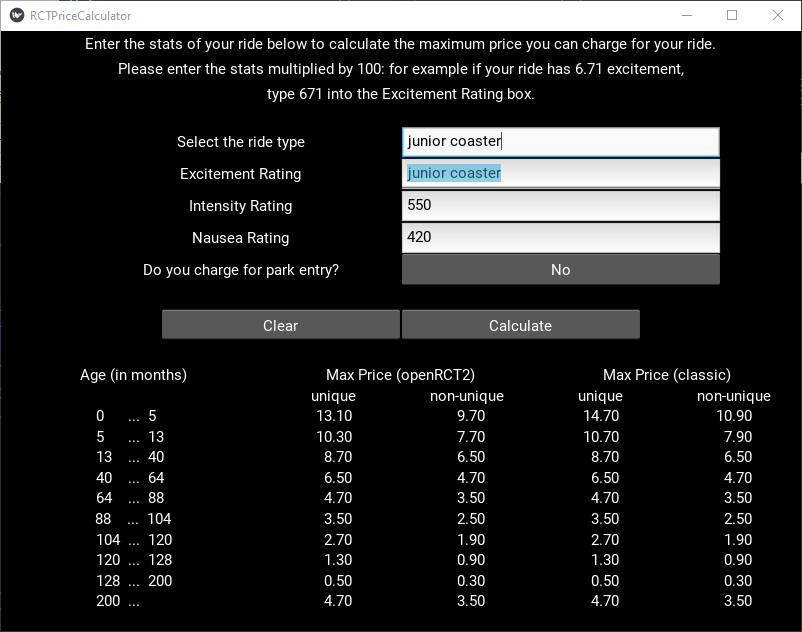 RCTPriceCalculator
Enter the stats of your ride below to calculate the maximum price you can charge for your ride.
Please enter the stats multiplied by 100: for example if your ride has 6.71 excitement,
type 671 into the Excitement Rating box.
Select the ride type junior coaster
Excitement Rating junior coaster
Intensity Rating 550
Nausea Rating 420
Do you charge for park entry? No
Clear Calculate
Age (in months) Max Price (openRCT2) Max Price (classic)
unique non-unique unique non-unique
0 ... 5 13.10 9.70 14.70 10.90
5 ... 13 10.30 7.70 10.70 7.90
13 ... 40 8.70 6.50 8.70 6.50
40 ... 64 6.50 4.70 6.50 4.70
64 ... 88 4.70 3.50 4.70 3.50
88 ... 104 3.50 2.50 3.50 2.50
104 ... 120 2.70 1.90 2.70 1.90
120 ... 128 1.30 0.90 1.30 0.90
128 ... 200 0.50 0.30 0.50 0.30
200 ... 4.70 3.50 4.70 3.50